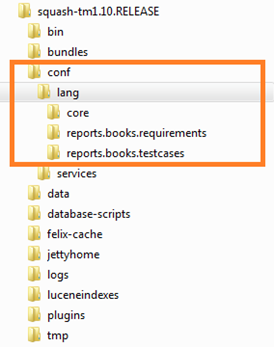 squash-tm1.10.RELEASE
bin
bundles
conf
lang
core
reports.books.requirements
reports.books.testcases
services
data
database-scripts
felix-cache
jettyhome
logs
luceneindexes
plugins
tmp